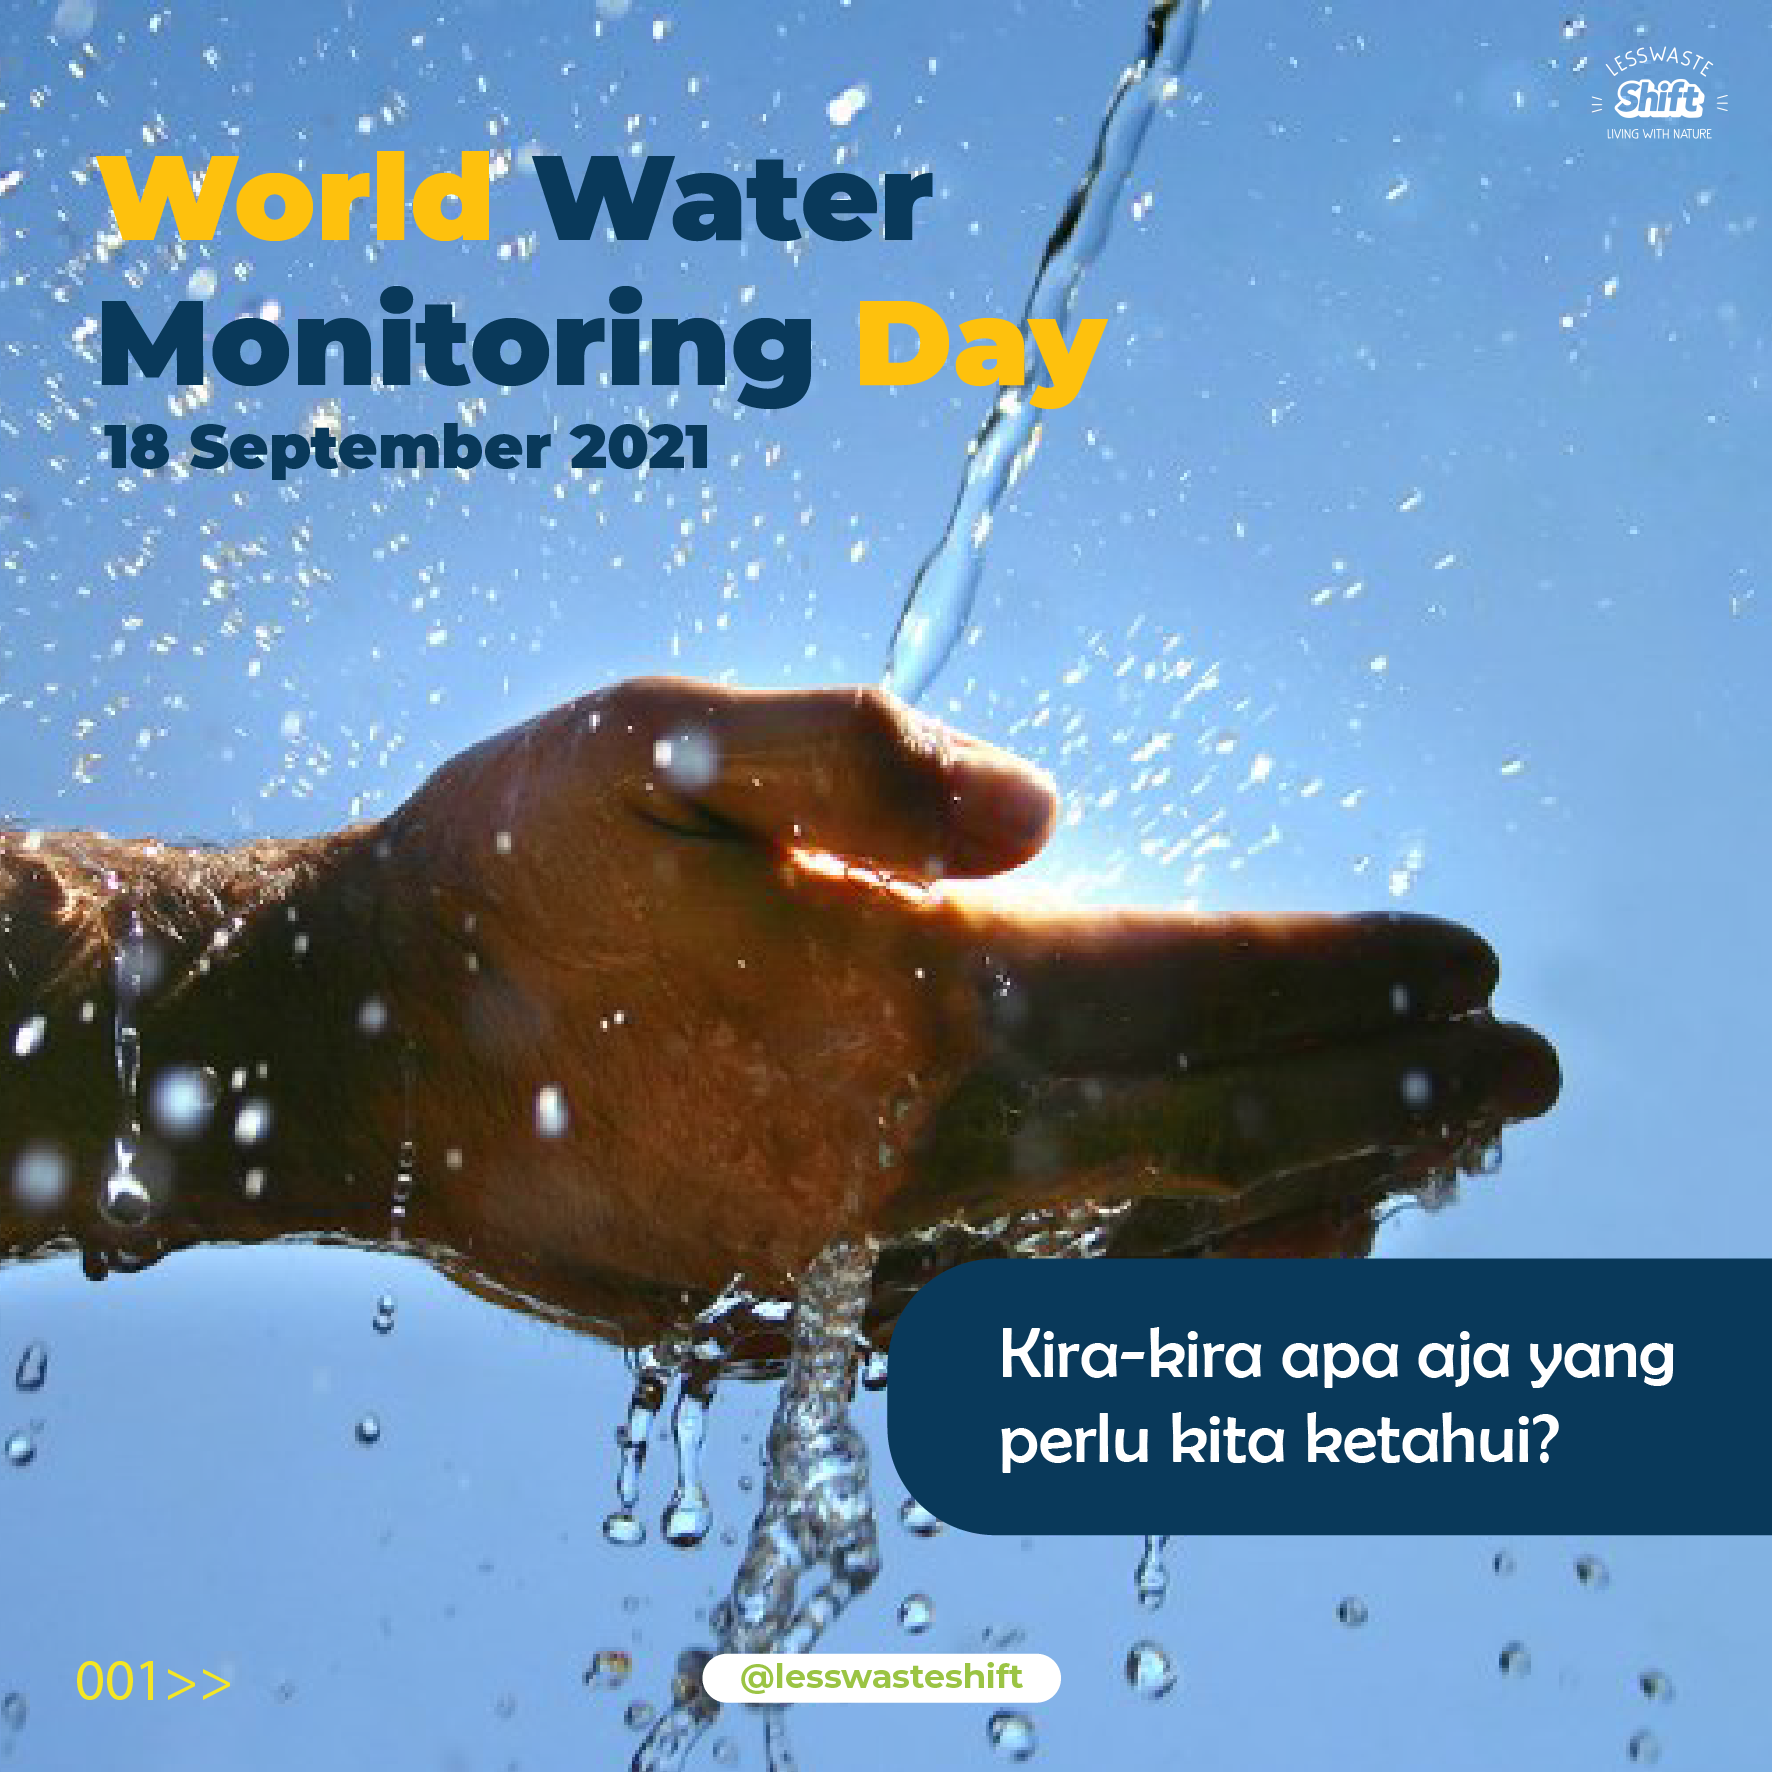 LESSWASTE
Shift
LIVING WITH NATURE
World Water
Monitoring Day
18 September 2021
Kira-kira apa aja yang
perlu kita ketahui?
001>>
@lesswasteshift